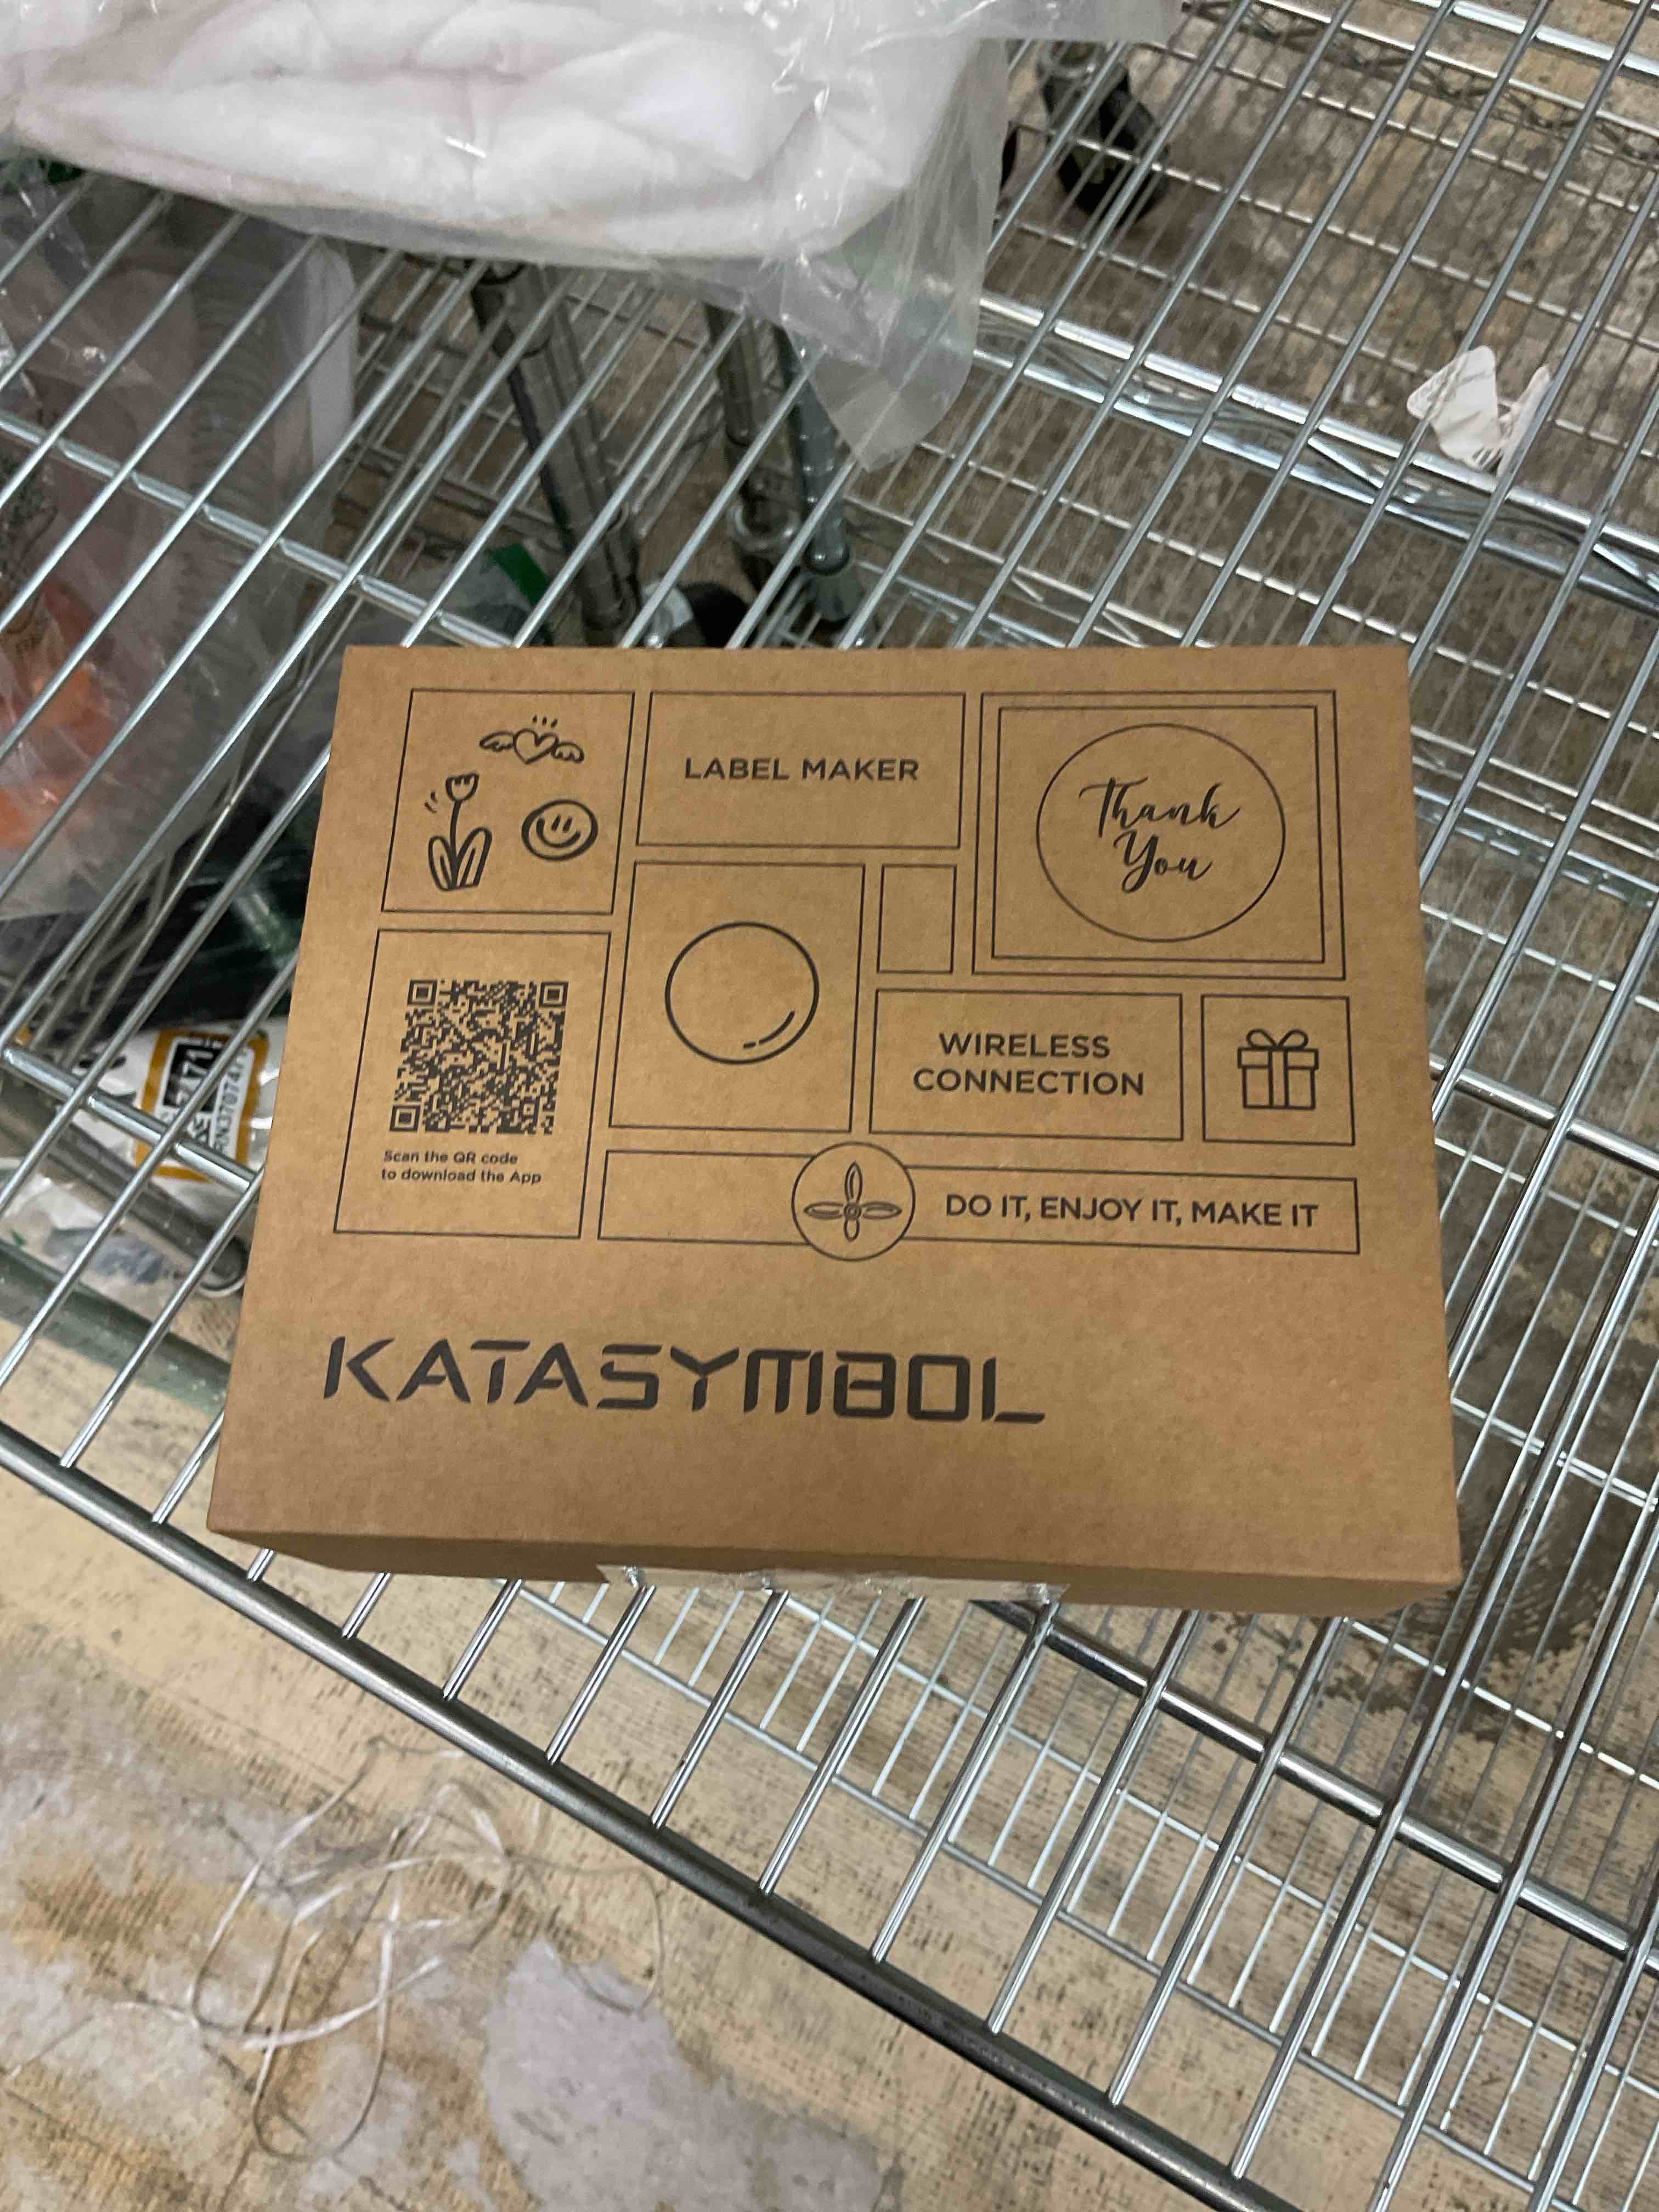 LABEL MAKER
Thank
You
WIRELESS
CONNECTION
Scan the QR code
to download the App
DO IT, ENJOY IT, MAKE IT
KATASYMBOL